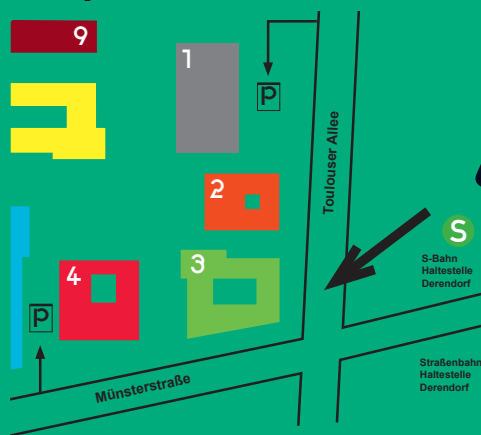 9
1
P
Toulouser Allee
2
S
S-Bahn
Haltestelle
Derendorf
3
4
P
Münsterstraße
Straßenbahn
Haltestelle
Derendorf